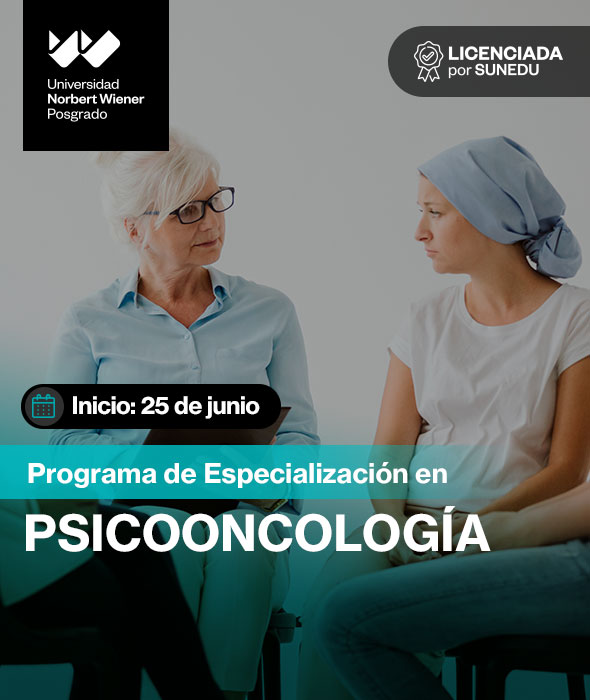 Universidad
Norbert Wiener
Posgrado
LICENCIADA
por SUNEDU
Inicio: 25 de junio
Programa de Especialización en
PSICOONCOLOGÍA